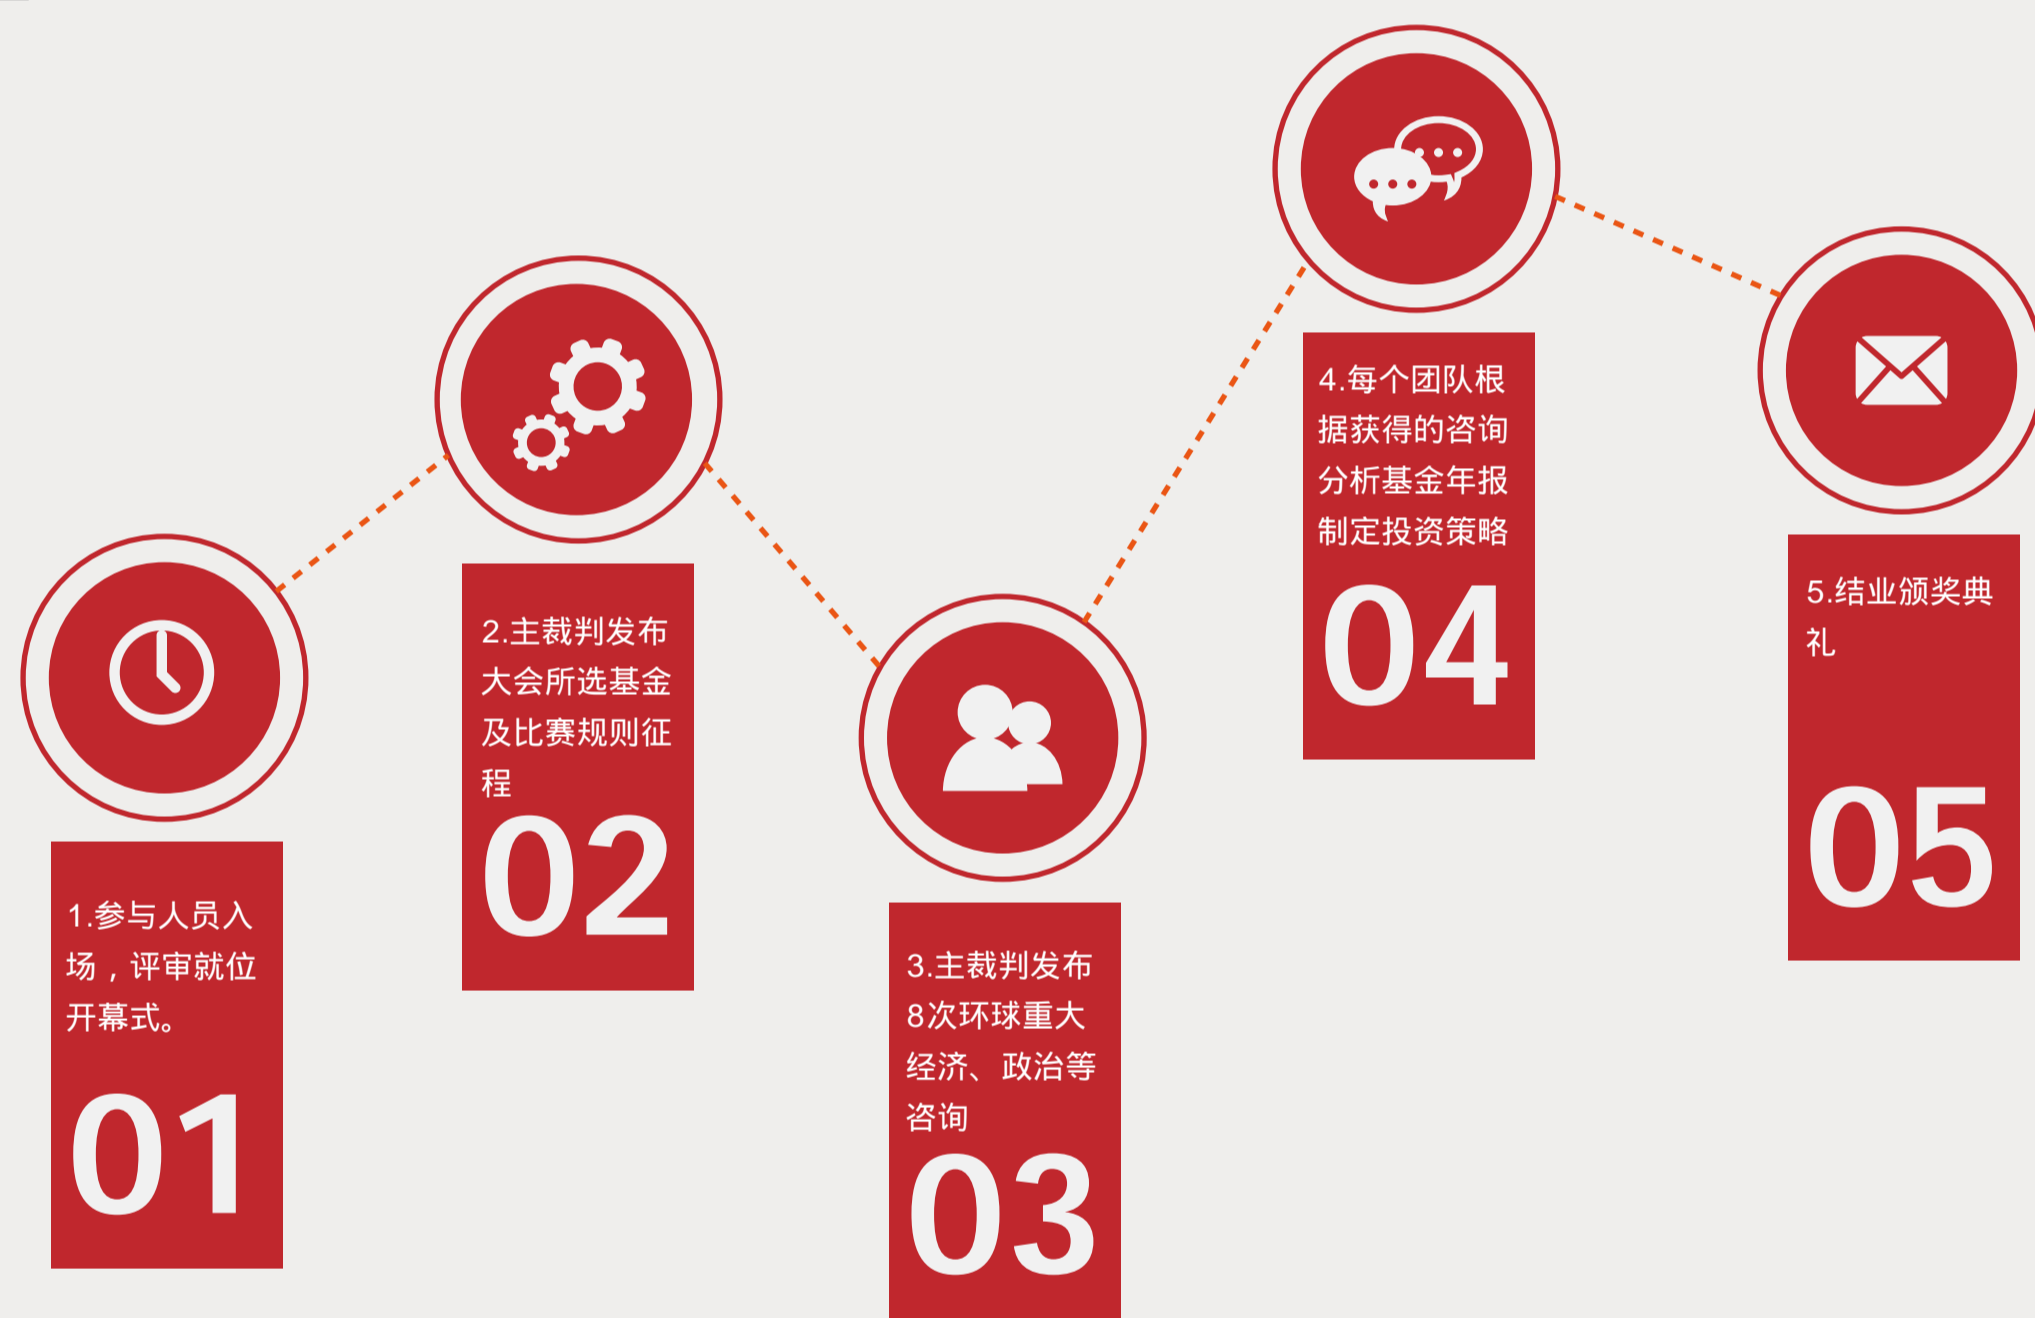 1.参与人员入
场，评审就位
开幕式。
01
2.主裁判发布
大会所选基金
及比赛规则征
程
02
3.主裁判发布
8次环球重大
经济、政治等
咨询
03
4.每个团队根
据获得的咨询
分析基金年报
制定投资策略
04
5.结业颁奖典
礼
05